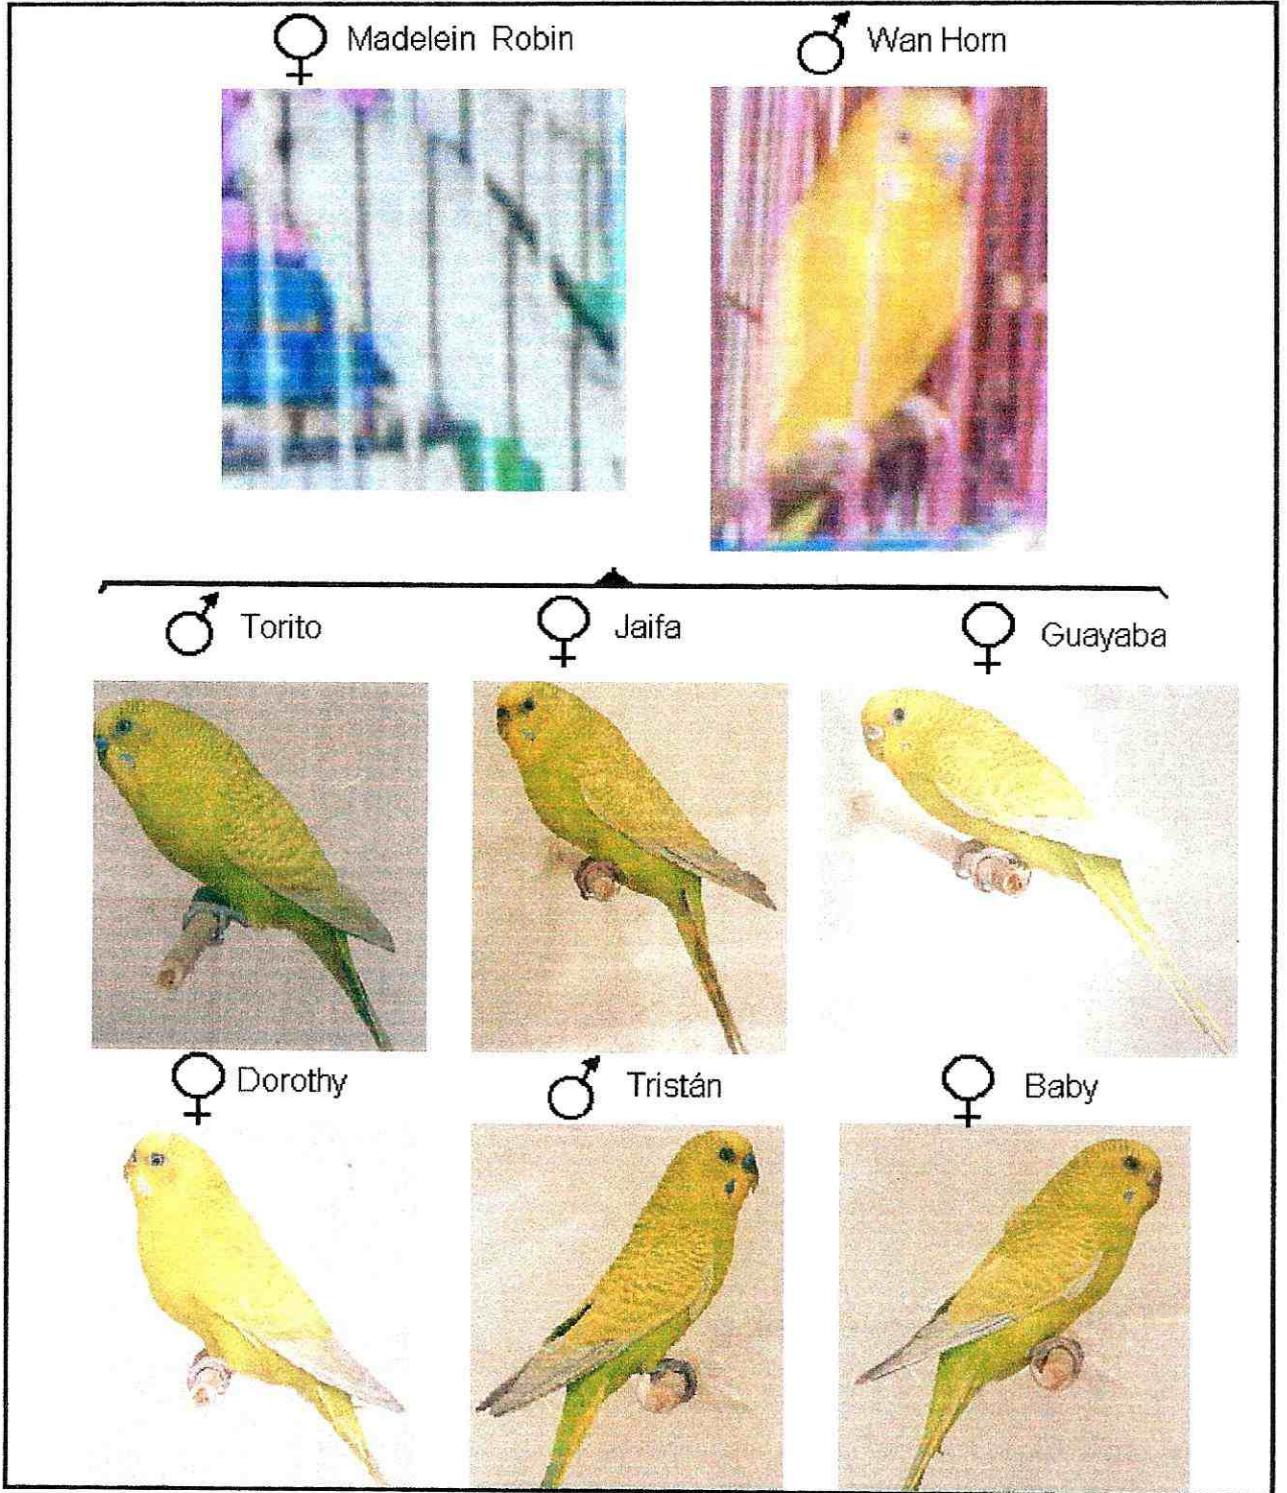 Madelein Robin
Wan Horn
Torito
Jaifa
Guayaba
Dorothy
Tristán
Baby